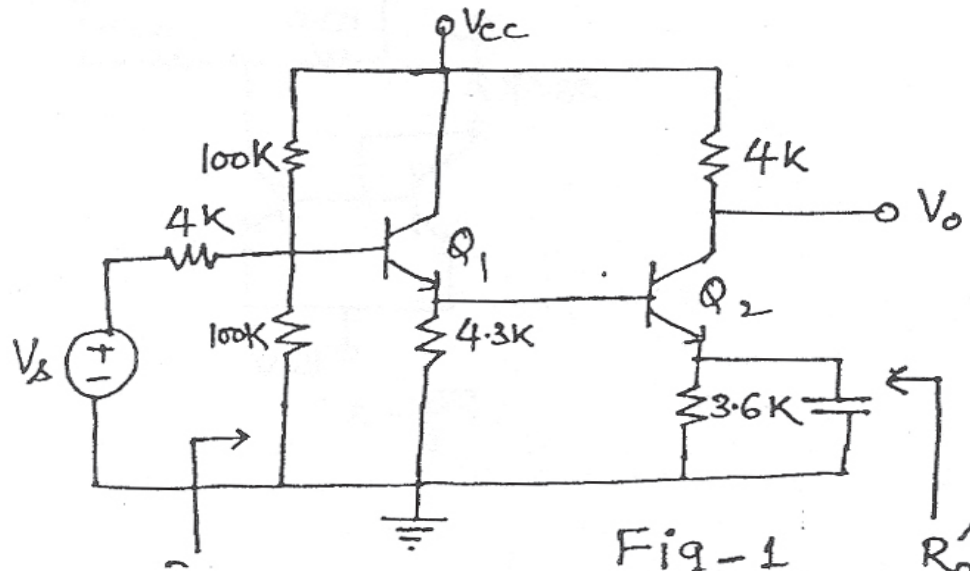 Vcc
100K
4K
4K
Vo
Q1
Q2
Vs
+
−
100K
4.3K
3.6K
Fig-1